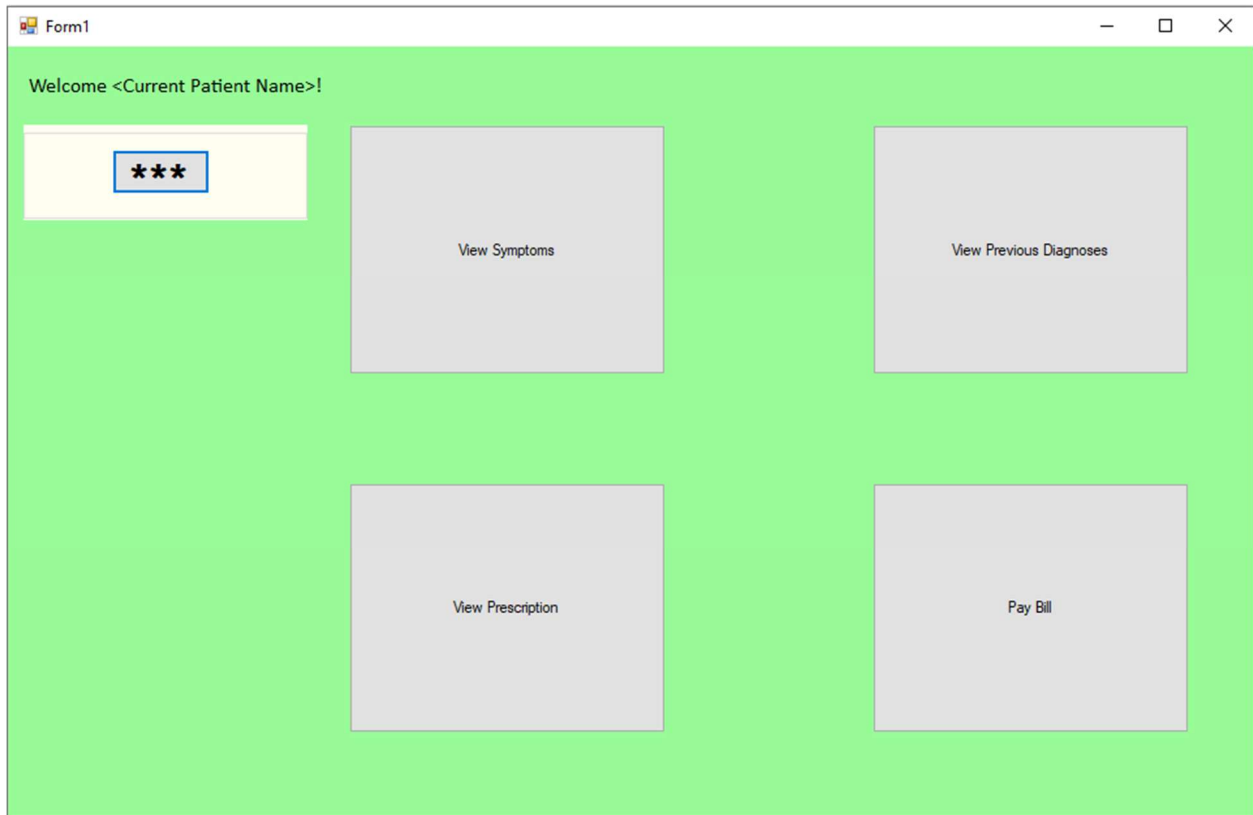 Form1
Welcome <Current Patient Name>!
***
View Symptoms
View Previous Diagnoses
View Prescription
Pay Bill